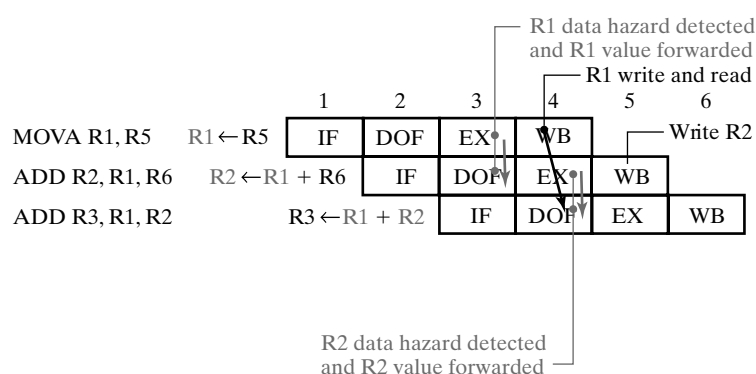 R1 data hazard detected
and R1 value forwarded
R1 write and read
1 2 3 4 5 6
MOVA R1, R5 R1←R5 IF DOF EX WB Write R2
ADD R2, R1, R6 R2←R1 + R6 IF DOF EX WB
ADD R3, R1, R2 R3←R1 + R2 IF DOF EX WB
R2 data hazard detected
and R2 value forwarded